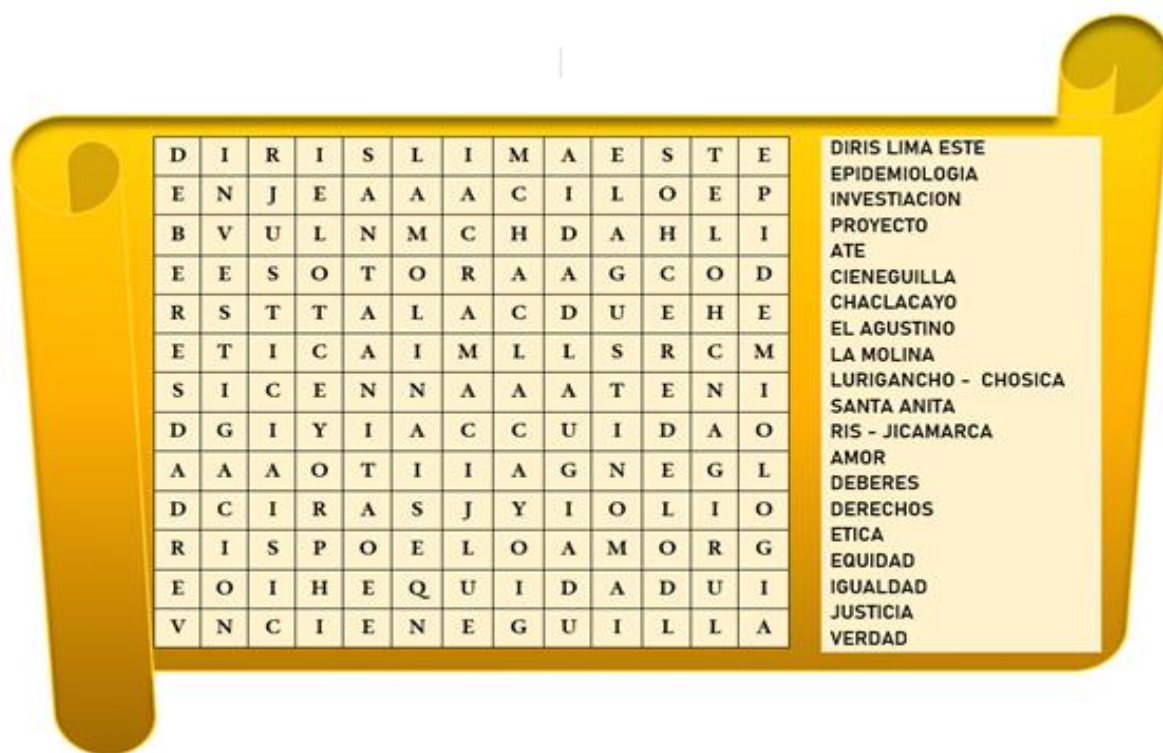 D I R I S L I M A E S T E
E N J E A A A C I L O E P
B V U L N M C H D A H L I
E E S O T O R A A G C O D
R S T T A L A C D U E H E
E T I C A I M L L S R C M
S I C E N N A A A T E N I
D G I Y I A C C U I D A O
A A A O T I I A G N E G L
D C I R A S J Y I O L I O
R I S P O E L O A M O R G
E O I H E Q U I D A D U I
V N C I E N E G U I L L A
DIRIS LIMA ESTE
EPIDEMIOLOGIA
INVESTIACION
PROYECTO
ATE
CIENEGUILLA
CHACLACAYO
EL AGUSTINO
LA MOLINA
LURIGANCHO - CHOSICA
SANTA ANITA
RIS - JICAMARCA
AMOR
DEBERES
DERECHOS
ETICA
EQUIDAD
IGUALDAD
JUSTICIA
VERDAD